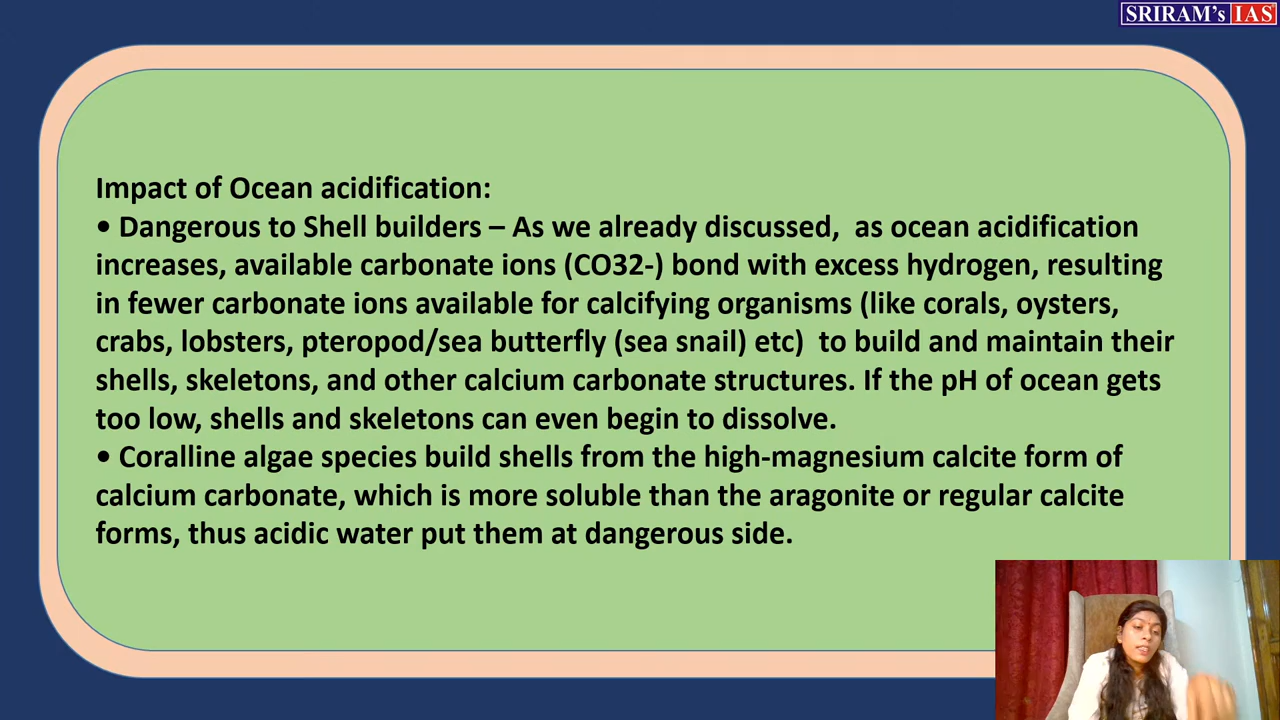 SRIRAM's IAS
Impact of Ocean acidification:
• Dangerous to Shell builders – As we already discussed,  as ocean acidification
increases, available carbonate ions (CO32-) bond with excess hydrogen, resulting
in fewer carbonate ions available for calcifying organisms (like corals, oysters,
crabs, lobsters, pteropod/sea butterfly (sea snail) etc)  to build and maintain their
shells, skeletons, and other calcium carbonate structures. If the pH of ocean gets
too low, shells and skeletons can even begin to dissolve.
• Coralline algae species build shells from the high-magnesium calcite form of
calcium carbonate, which is more soluble than the aragonite or regular calcite
forms, thus acidic water put them at dangerous side.